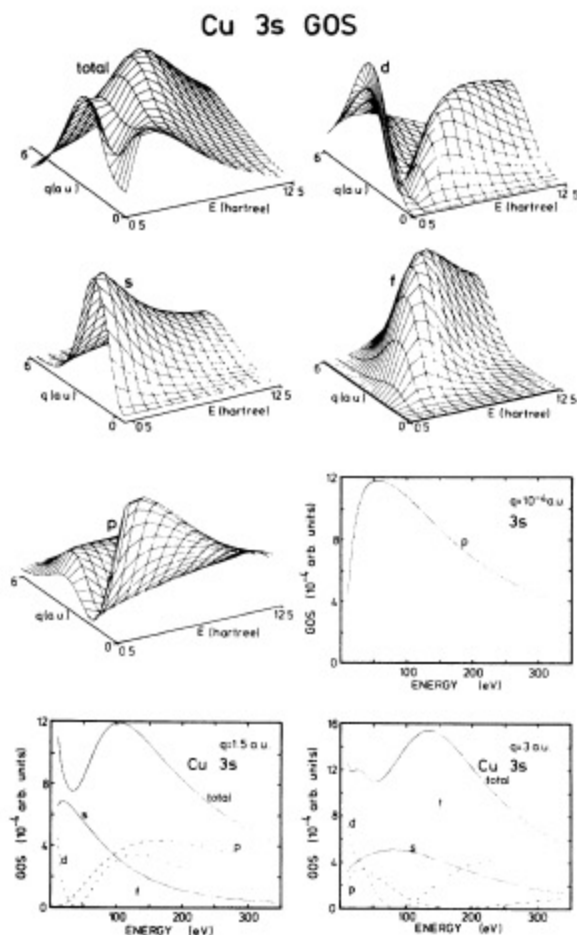 Cu 3s GOS
total
6
q(a.u)
0
0.5
E (hartree)
12.5
d
6
q(a.u)
0
0.5
E (hartree)
12.5
s
6
q(a.u)
0
0.5
E (hartree)
12.5
f
6
q(a.u)
0
0.5
E (hartree)
12.5
p
6
q(a.u)
0
0.5
E (hartree)
12.5
GOS (10⁻⁴ arb. units)
12
8
4
0
q=10⁻⁴a.u
3s
p
100
200
300
ENERGY (eV)
GOS (10⁻⁴ arb. units)
12
8
4
0
q=1.5 a.u.
Cu 3s
total
s
p
d
f
0
100
200
300
ENERGY (eV)
GOS (10⁻⁴ arb. units)
16
12
8
4
0
q=3 a.u.
Cu 3s
total
f
d
s
p
0
100
200
300
ENERGY (eV)